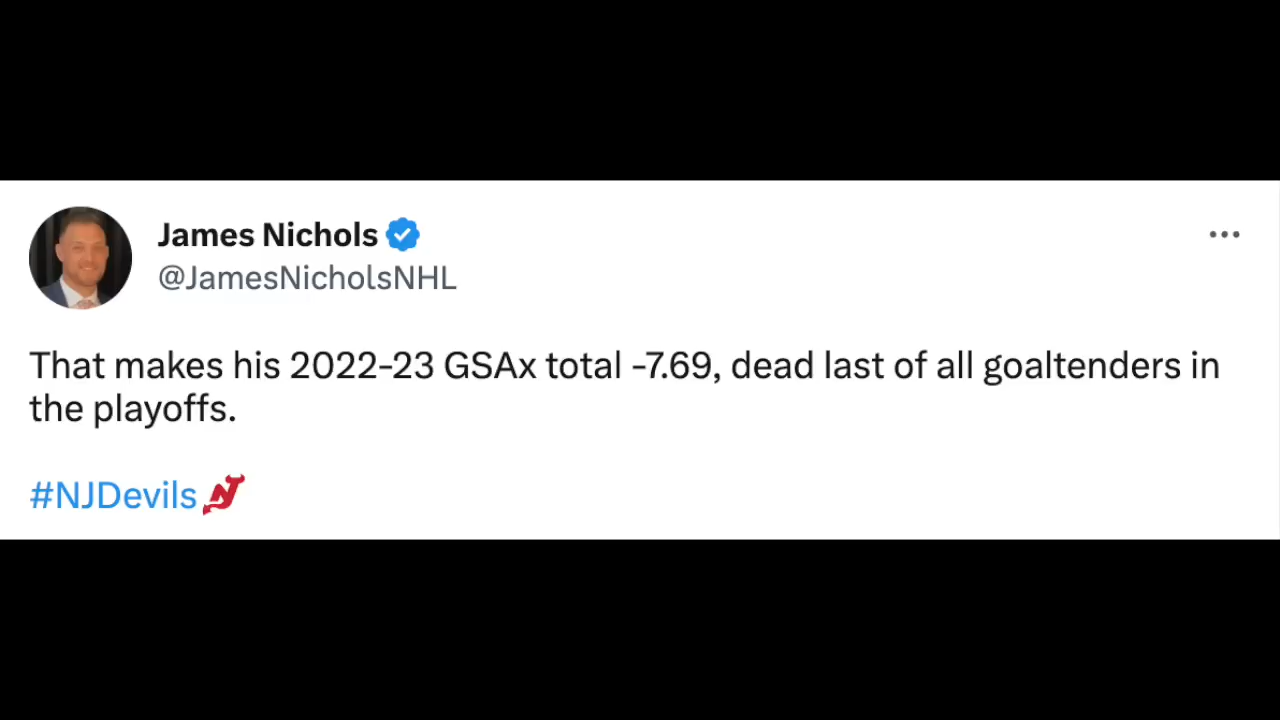 James Nichols
@JamesNicholsNHL
That makes his 2022-23 GSAx total -7.69, dead last of all goaltenders in
the playoffs.
#NJDevils